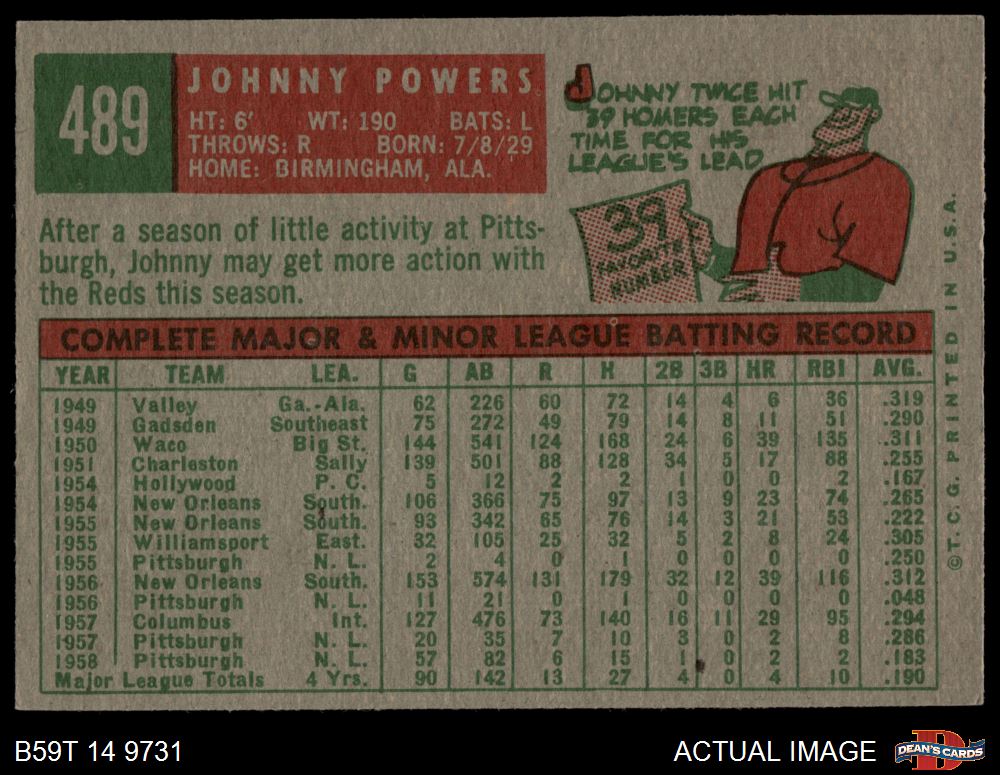 489
JOHNNY POWERS
HT: 6' WT: 190 BATS: L
THROWS: R BORN: 7/8/29
HOME: BIRMINGHAM, ALA.
JOHNNY TWICE HIT
39 HOMERS EACH
TIME FOR HIS
LEAGUE'S LEAD
39
FAVORITE
NUMBER
After a season of little activity at Pitts-
burgh, Johnny may get more action with
the Reds this season.
COMPLETE MAJOR & MINOR LEAGUE BATTING RECORD
YEAR TEAM LEA. G AB R H 2B 3B HR RBI AVG.
1949 Valley Ga.-Ala. 62 226 60 72 14 4 6 36 .319
1949 Gadsden Southeast 75 272 49 79 14 8 11 51 .290
1950 Waco Big St. 144 541 124 168 24 6 39 135 .311
1951 Charleston Sally 139 501 88 128 34 5 17 88 .255
1954 Hollywood P. C. 5 12 2 2 1 0 0 2 .167
1954 New Orleans South. 106 366 75 97 13 9 23 74 .265
1955 New Orleans South. 93 342 65 76 14 3 21 53 .222
1955 Williamsport East. 32 105 25 32 5 2 8 24 .305
1955 Pittsburgh N. L. 2 4 0 1 0 0 0 0 .250
1956 New Orleans South. 153 574 131 179 32 12 39 116 .312
1956 Pittsburgh N. L. 11 21 0 1 0 0 0 0 .048
1957 Columbus Int. 127 476 73 140 16 11 29 95 .294
1957 Pittsburgh N. L. 20 35 7 10 3 0 2 8 .286
1958 Pittsburgh N. L. 57 82 6 15 1 0 2 2 .183
Major League Totals 4 Yrs. 90 142 13 27 4 0 4 10 .190
©T.C.G. PRINTED IN U.S.A.
B59T 14 9731
ACTUAL IMAGE
D
DEAN'S CARDS